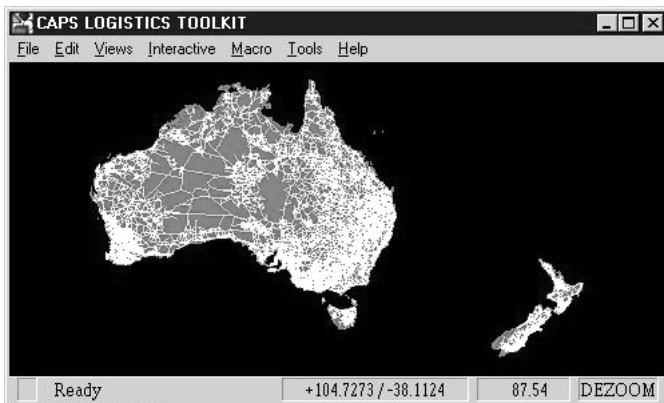 CAPS LOGISTICS TOOLKIT
File Edit Views Interactive Macro Tools Help
Ready +104.7273 / -38.1124 87.54 DEZOOM